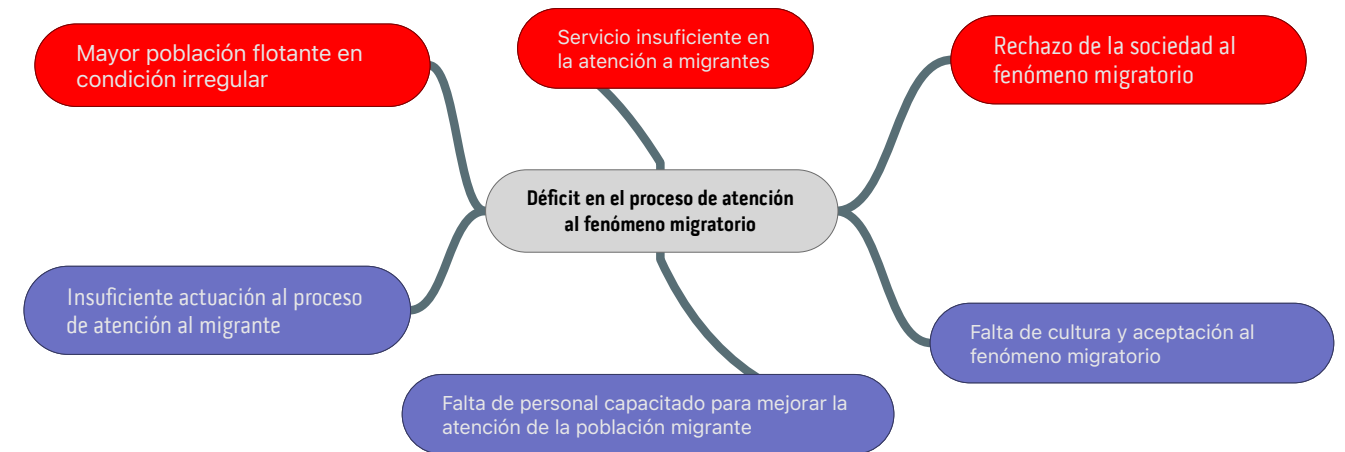 Mayor población flotante en
condición irregular
Servicio insuficiente en
la atención a migrantes
Rechazo de la sociedad al
fenómeno migratorio
Déficit en el proceso de atención
al fenómeno migratorio
Insuficiente actuación al proceso
de atención al migrante
Falta de personal capacitado para mejorar la
atención de la población migrante
Falta de cultura y aceptación al
fenómeno migratorio